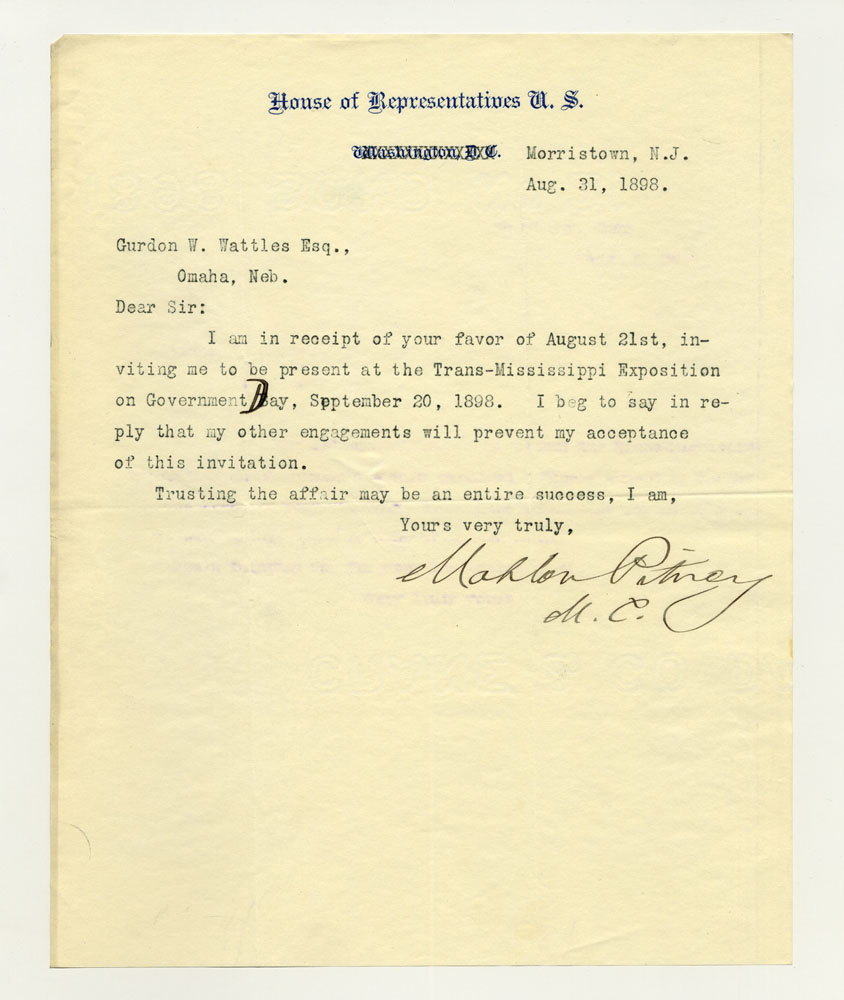 House of Representatives U. S.
Washington, D.C. Morristown, N.J.
Aug. 31, 1898.
Gurdon W. Wattles Esq.,
Omaha, Neb.
Dear Sir:
I am in receipt of your favor of August 21st, in-
viting me to be present at the Trans-Mississippi Exposition
on Government Day, September 20, 1898. I beg to say in re-
ply that my other engagements will prevent my acceptance
of this invitation.
Trusting the affair may be an entire success, I am,
Yours very truly,
Mahlon Pitney
M. C.